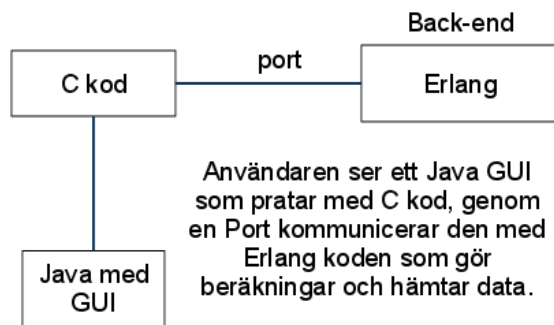 Back-end
port
C kod
Erlang
Användaren ser ett Java GUI
som pratar med C kod, genom
en Port kommunicerar den med
Erlang koden som gör
beräkningar och hämtar data.
Java med
GUI